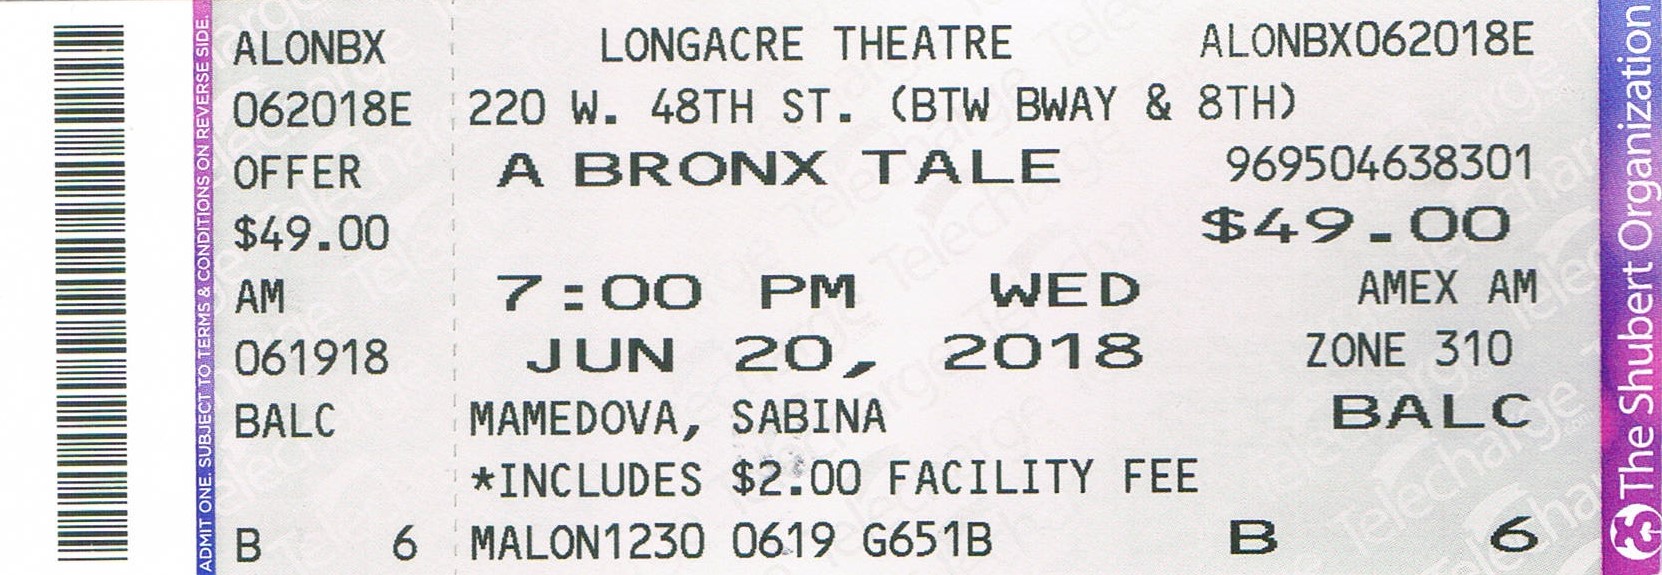 ADMIT ONE. SUBJECT TO TERMS & CONDITIONS ON REVERSE SIDE.
ALONBX
062018E
OFFER
$49.00
AM
061918
BALC
B 6
LONGACRE THEATRE ALONBX062018E
220 W. 48TH ST. (BTW BWAY & 8TH)
A BRONX TALE 969504638301
$49.00
7:00 PM WED AMEX AM
JUN 20, 2018 ZONE 310
MAMEDOVA, SABINA BALC
*INCLUDES $2.00 FACILITY FEE
MALON1230 0619 G651B B 6
The Shubert Organization
Telecharge